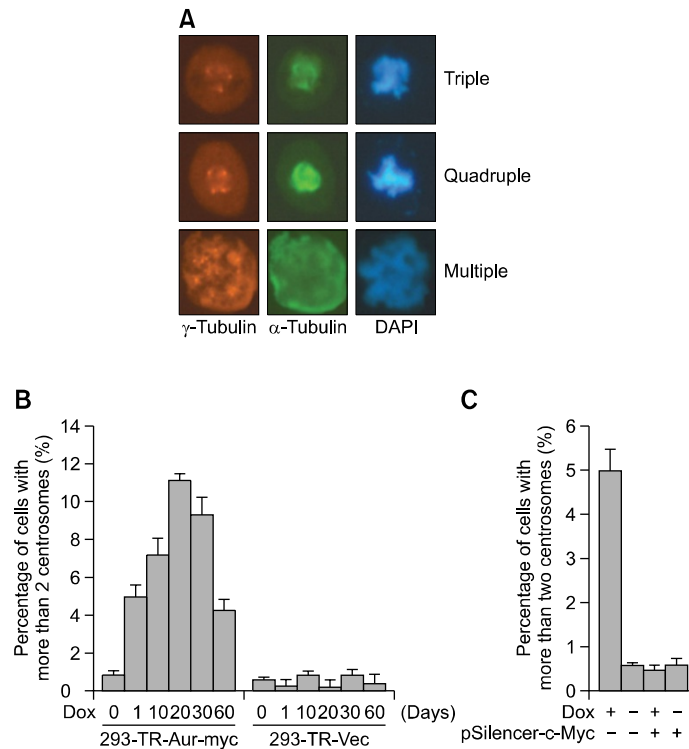 A
Triple
Quadruple
Multiple
γ-Tubulin α-Tubulin DAPI
B
Percentage of cells with
more than 2 centrosomes (%)
14
12
10
8
6
4
2
0
Dox 0 1 10 20 30 60 0 1 10 20 30 60 (Days)
293-TR-Aur-myc 293-TR-Vec
C
Percentage of cells with
more than two centrosomes (%)
6
5
4
3
2
1
0
Dox + − + −
pSilencer-c-Myc − − + +